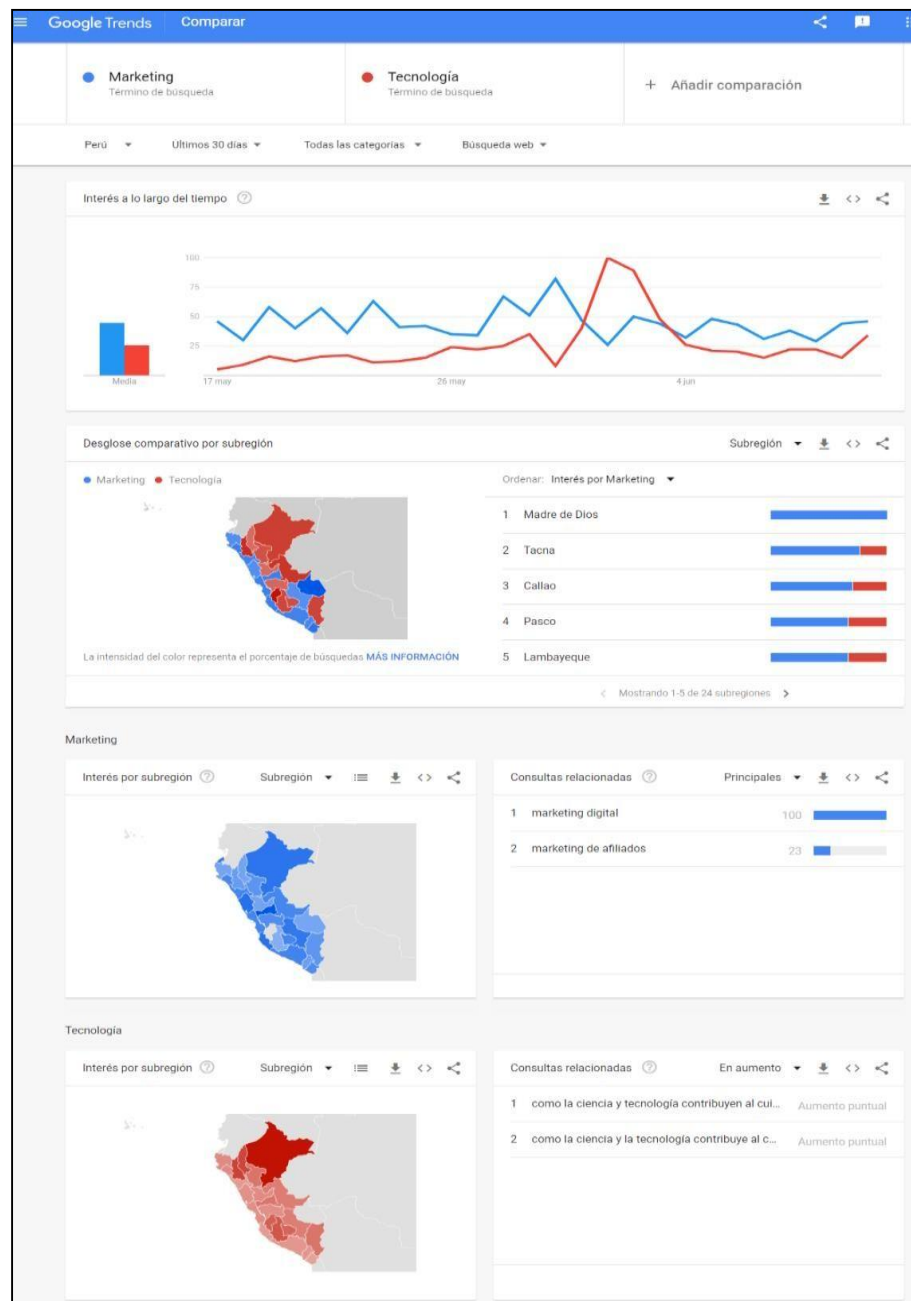 Google Trends Comparar
Marketing
Término de búsqueda
Tecnología
Término de búsqueda
+ Añadir comparación
Perú Últimos 30 días Todas las categorías Búsqueda web
Interés a lo largo del tiempo
100
75
50
25
Media 17 may 26 may 4 jun
Desglose comparativo por subregión Subregión
Marketing Tecnología
La intensidad del color representa el porcentaje de búsquedas MÁS INFORMACIÓN
Ordenar: Interés por Marketing
1 Madre de Dios
2 Tacna
3 Callao
4 Pasco
5 Lambayeque
Mostrando 1-5 de 24 subregiones
Marketing
Interés por subregión Subregión
Consultas relacionadas Principales
1 marketing digital 100
2 marketing de afiliados 23
Tecnología
Interés por subregión Subregión
Consultas relacionadas En aumento
1 como la ciencia y tecnología contribuyen al cui... Aumento puntual
2 como la ciencia y la tecnología contribuye al c... Aumento puntual